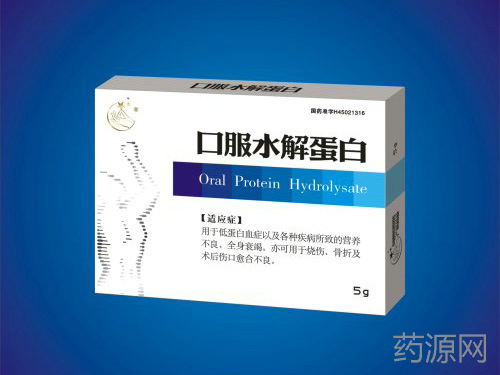 口服水解蛋白
国药准字H45021316
口服水解蛋白
Oral Protein Hydrolysate
【适应症】
用于低蛋白血症以及各种疾病所致的营养
不良、全身衰竭。亦可用于烧伤、骨折及
术后伤口愈合不良。
5g
药源网